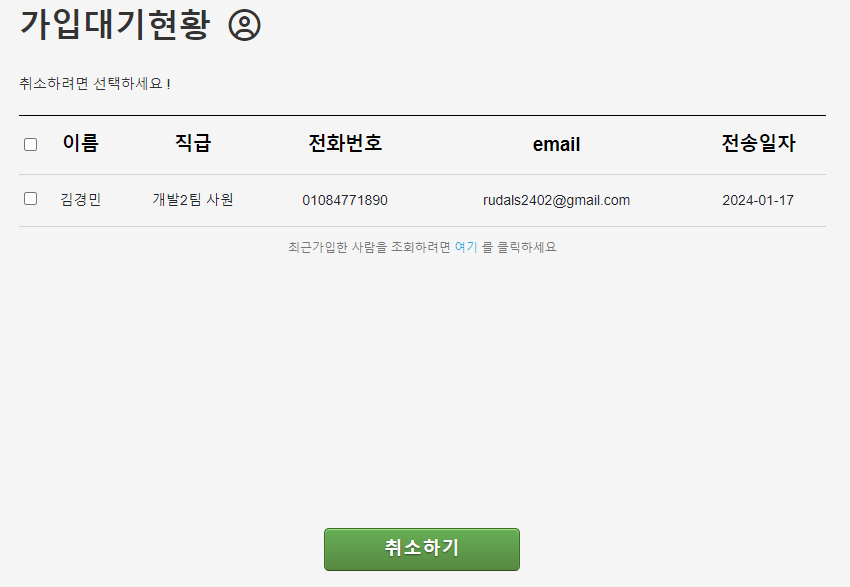 가입대기현황
취소하려면 선택하세요 !
이름 직급 전화번호 email 전송일자
김경민 개발2팀 사원 01084771890 rudals2402@gmail.com 2024-01-17
최근가입한 사람을 조회하려면 여기 를 클릭하세요
취소하기